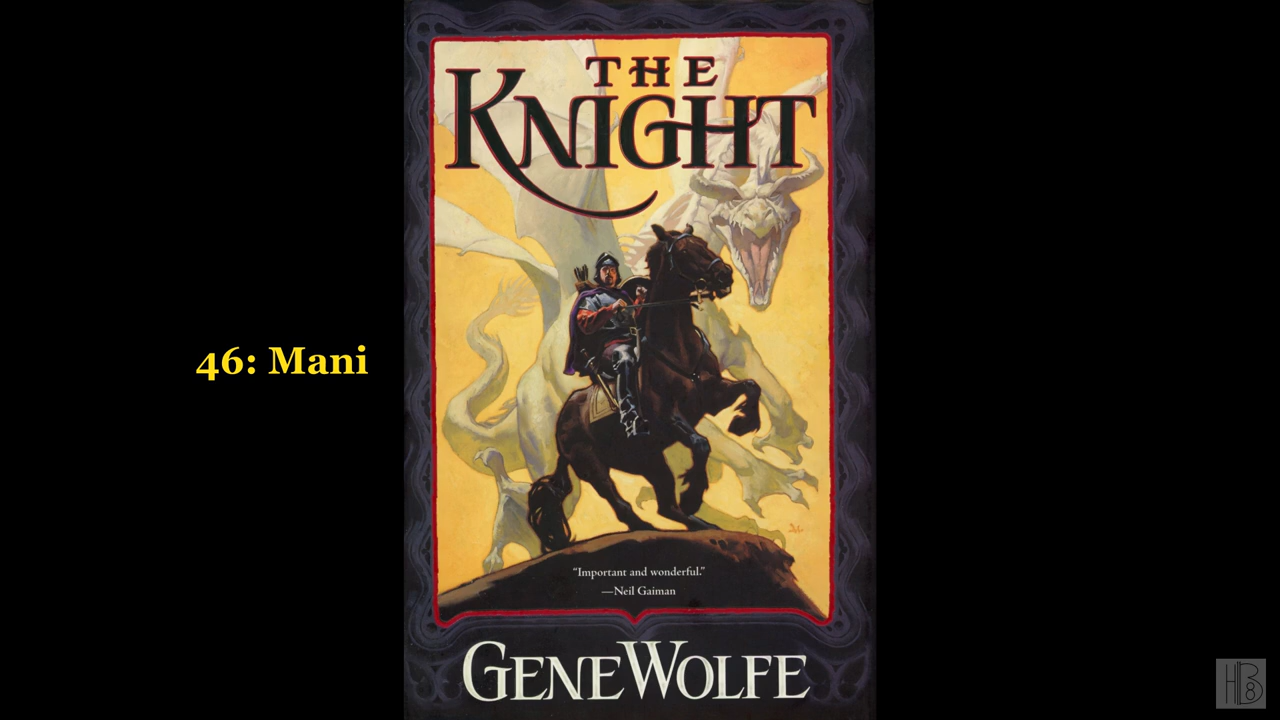 THE
KNIGHT
46: Mani
“Important and wonderful.”
—Neil Gaiman
GENE WOLFE